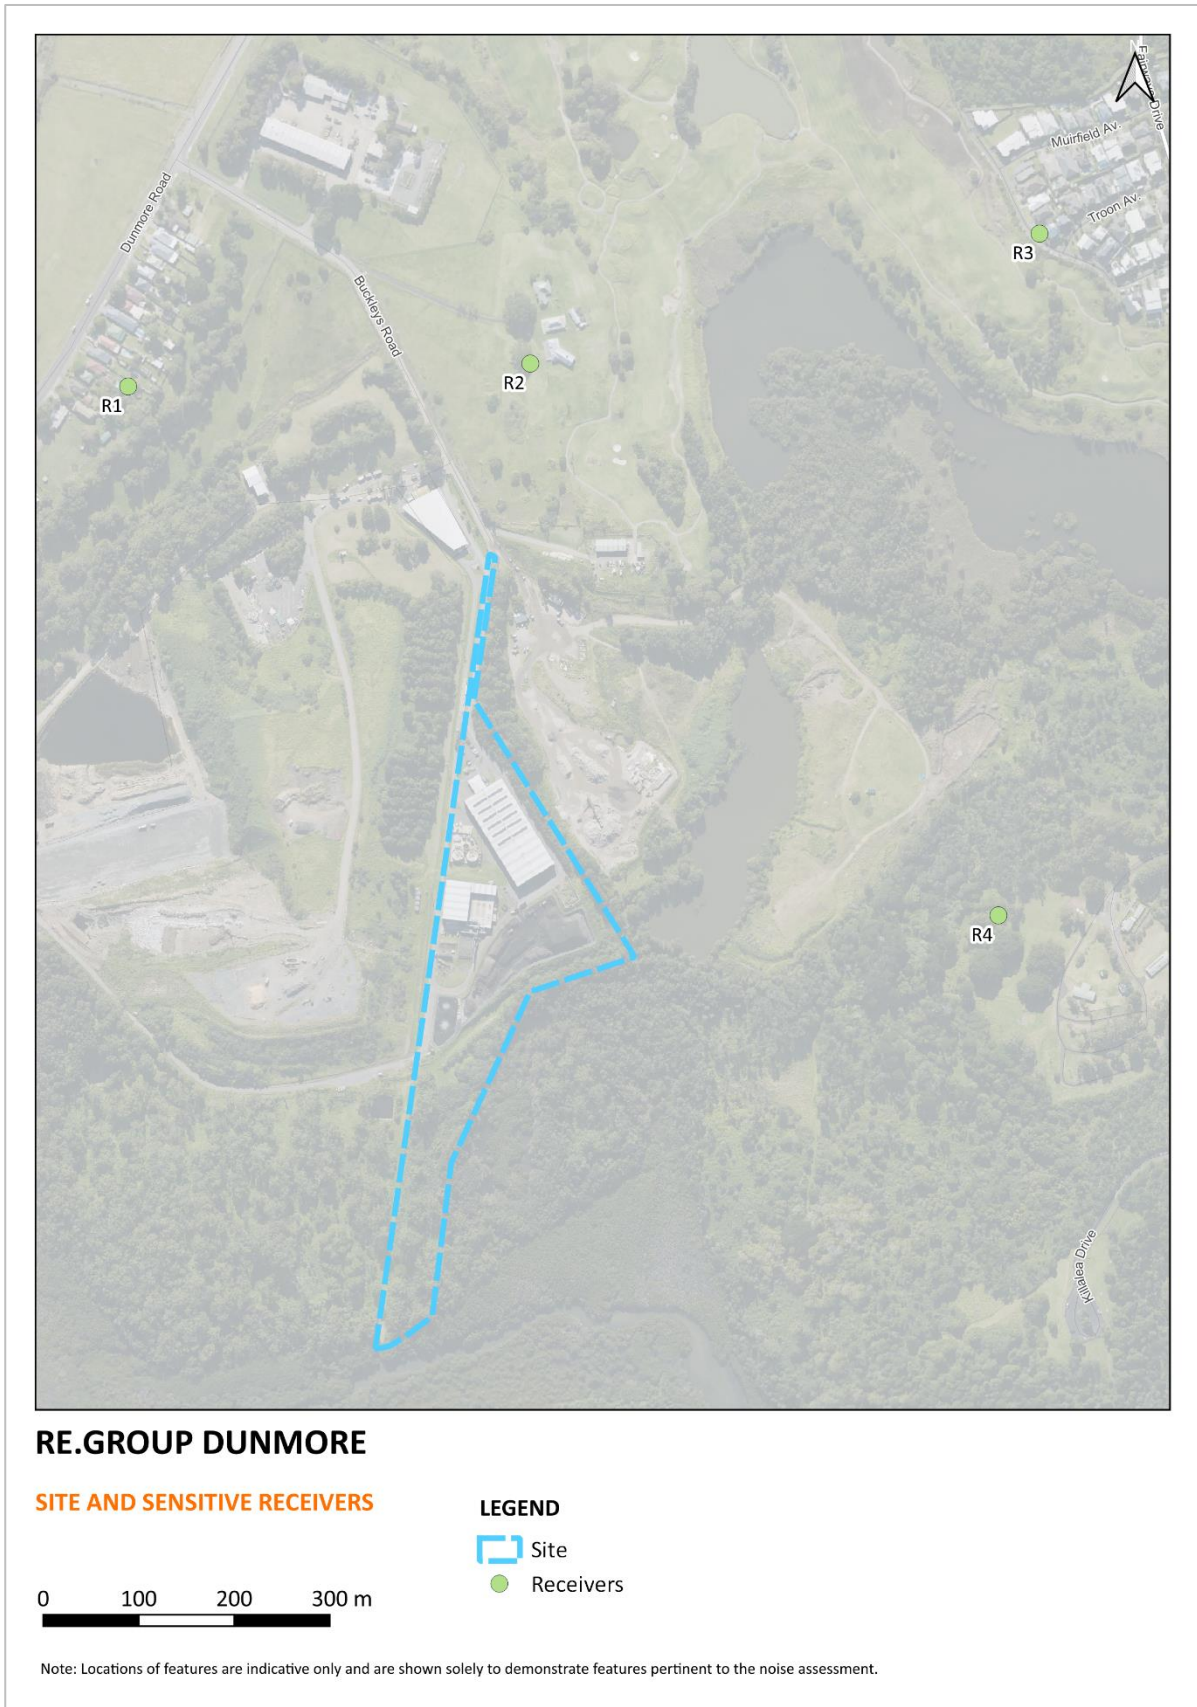 N
Fairways Drive
Muirfield Av.
Troon Av.
Dunmore Road
R3
Buckleys Road
R2
R1
R4
Killalea Drive
RE.GROUP DUNMORE
SITE AND SENSITIVE RECEIVERS
LEGEND
Site
Receivers
0 100 200 300 m
Note: Locations of features are indicative only and are shown solely to demonstrate features pertinent to the noise assessment.